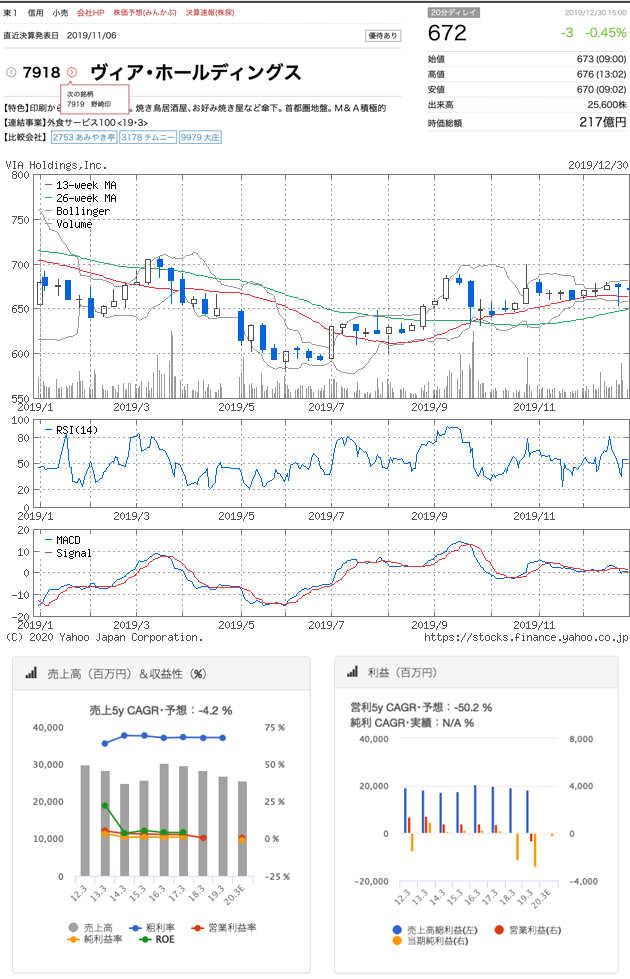 東1 信用 小売 会社HP 株価予想(みんかぶ) 決算速報(株探)
20分ディレイ 2019/12/30 15:00
直近決算発表日 2019/11/06 優待あり
672 -3 -0.45%
7918 ヴィア・ホールディングス
次の銘柄
7919 野崎印
始値 673 (09:00)
高値 676 (13:02)
安値 670 (09:02)
出来高 25,600株
時価総額 217億円
【特色】印刷から 。焼き鳥居酒屋、お好み焼き屋など傘下。首都圏地盤。M&A積極的
【連結事業】外食サービス100 <19・3>
【比較会社】 2753 あみやき亭 3178 チムニー 9979 大庄
VIA Holdings,Inc. 2019/12/30
13-week MA
26-week MA
Bollinger
Volume
800
750
700
650
600
550
2019/1 2019/3 2019/5 2019/7 2019/9 2019/11
RSI(14)
100
80
50
20
0
2019/1 2019/3 2019/5 2019/7 2019/9 2019/11
MACD
Signal
20
10
0
-10
-20
2019/1 2019/3 2019/5 2019/7 2019/9 2019/11
(C) 2020 Yahoo Japan Corporation. https://stocks.finance.yahoo.co.jp
売上高（百万円）＆収益性（%）
売上5y CAGR・予想：-4.2 %
40,000 75 %
30,000 50 %
20,000 25 %
10,000 0 %
0 -25 %
12.3 13.3 14.3 15.3 16.3 17.3 18.3 19.3 20.3E
売上高 粗利率 営業利益率
純利益率 ROE
利益（百万円）
営利5y CAGR・予想：-50.2 %
純利 CAGR・実績：N/A %
40,000 8,000
20,000 4,000
0 0
-20,000 -4,000
12.3 13.3 14.3 15.3 16.3 17.3 18.3 19.3 20.3E
売上高総利益(左) 営業利益(右)
当期純利益(右)